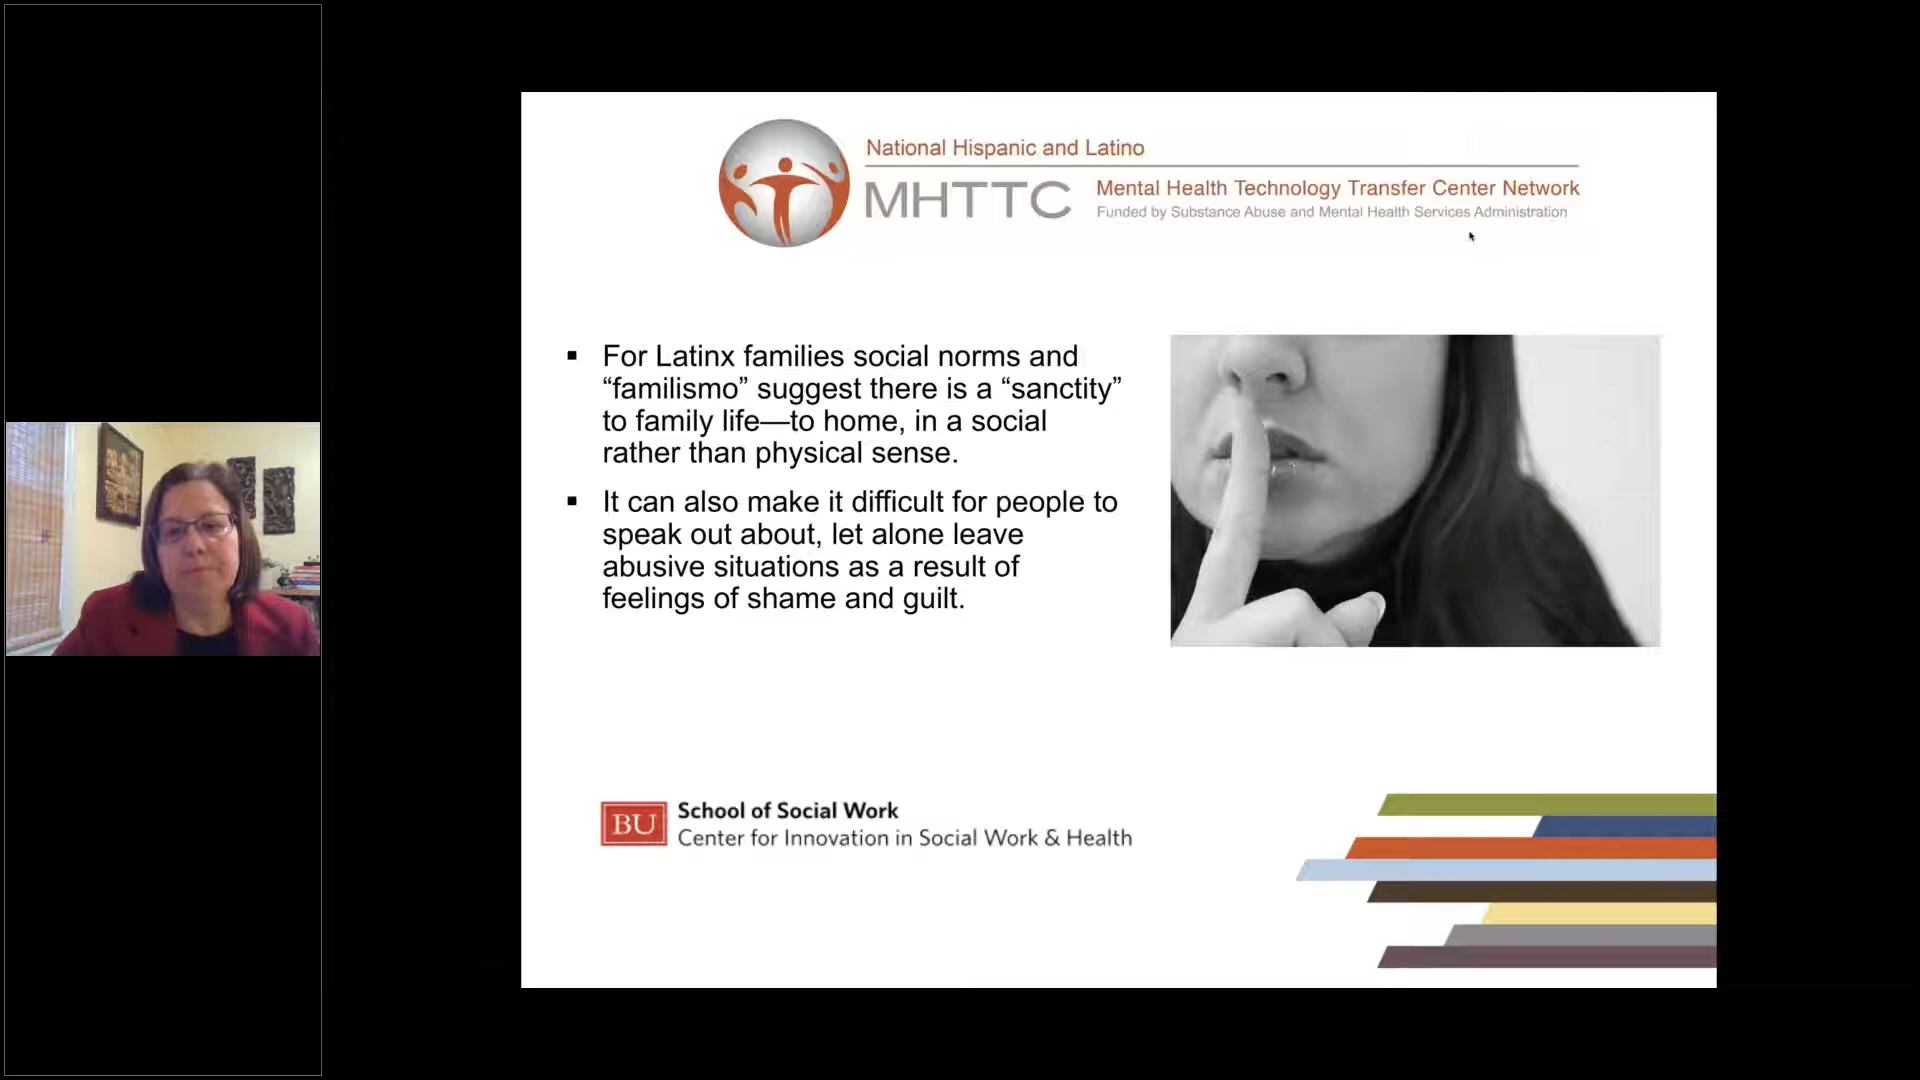 National Hispanic and Latino
MHTTC
Mental Health Technology Transfer Center Network
Funded by Substance Abuse and Mental Health Services Administration
▪ For Latinx families social norms and
“familismo” suggest there is a “sanctity”
to family life—to home, in a social
rather than physical sense.
▪ It can also make it difficult for people to
speak out about, let alone leave
abusive situations as a result of
feelings of shame and guilt.
BU
School of Social Work
Center for Innovation in Social Work & Health